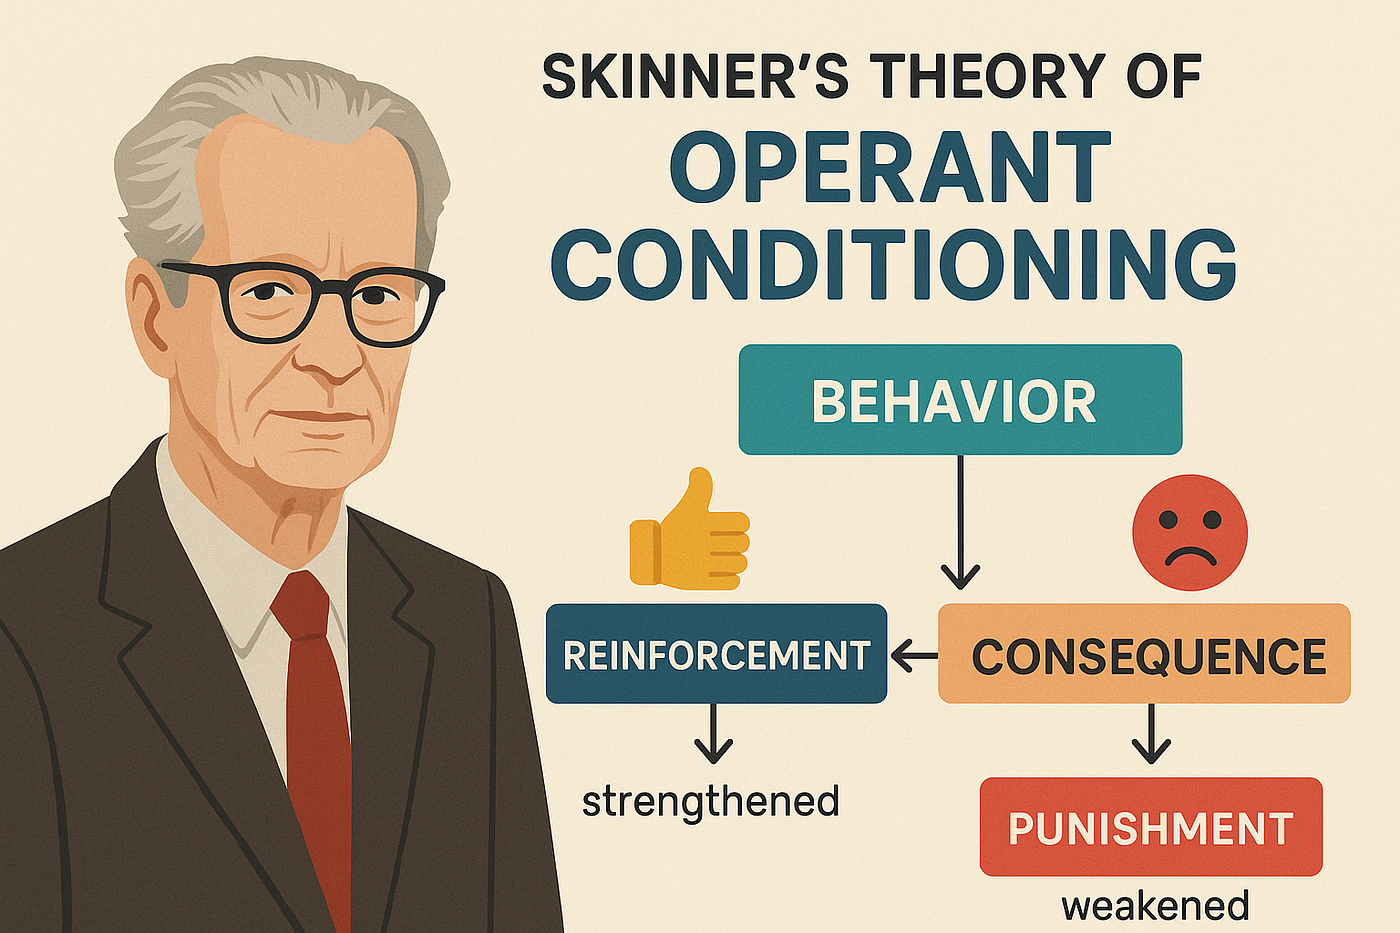 SKINNER’S THEORY OF
OPERANT
CONDITIONING
BEHAVIOR
REINFORCEMENT
CONSEQUENCE
strengthened
PUNISHMENT
weakened